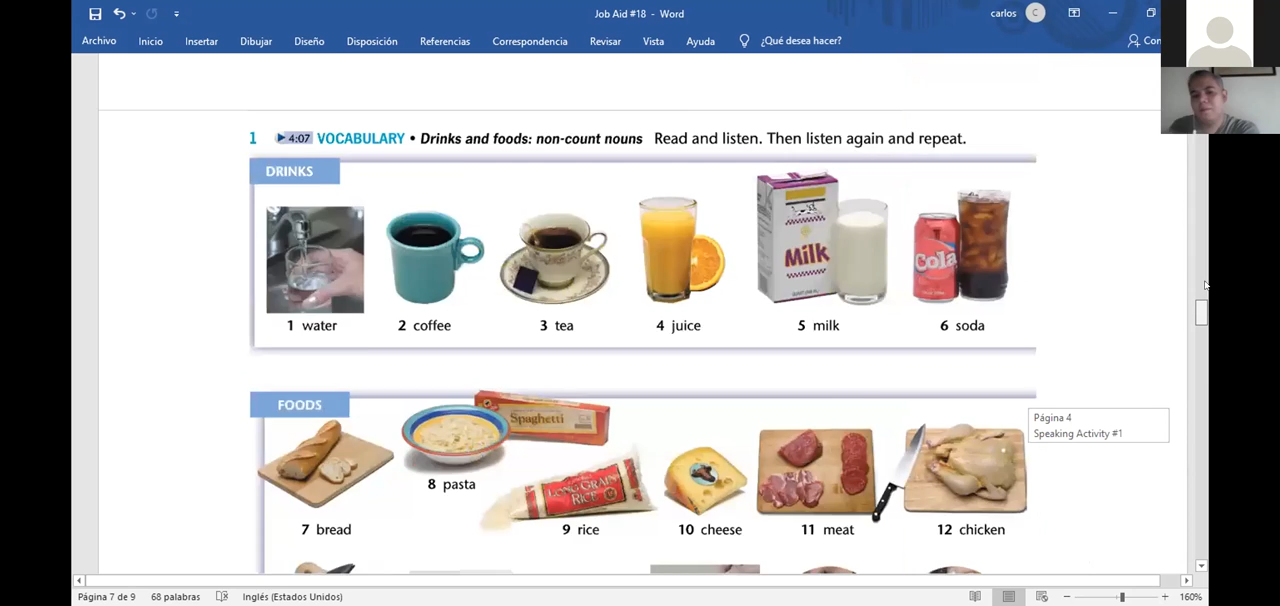 Job Aid #18 - Word
carlos
C
Archivo Inicio Insertar Dibujar Diseño Disposición Referencias Correspondencia Revisar Vista Ayuda ¿Qué desea hacer? Con
1 4:07 VOCABULARY • Drinks and foods: non-count nouns Read and listen. Then listen again and repeat.
DRINKS
Milk
Cola
1 water 2 coffee 3 tea 4 juice 5 milk 6 soda
FOODS
Spaghetti
Página 4
Speaking Activity #1
8 pasta
LONG GRAIN
RICE
7 bread 9 rice 10 cheese 11 meat 12 chicken
Página 7 de 9 68 palabras Inglés (Estados Unidos) 160%